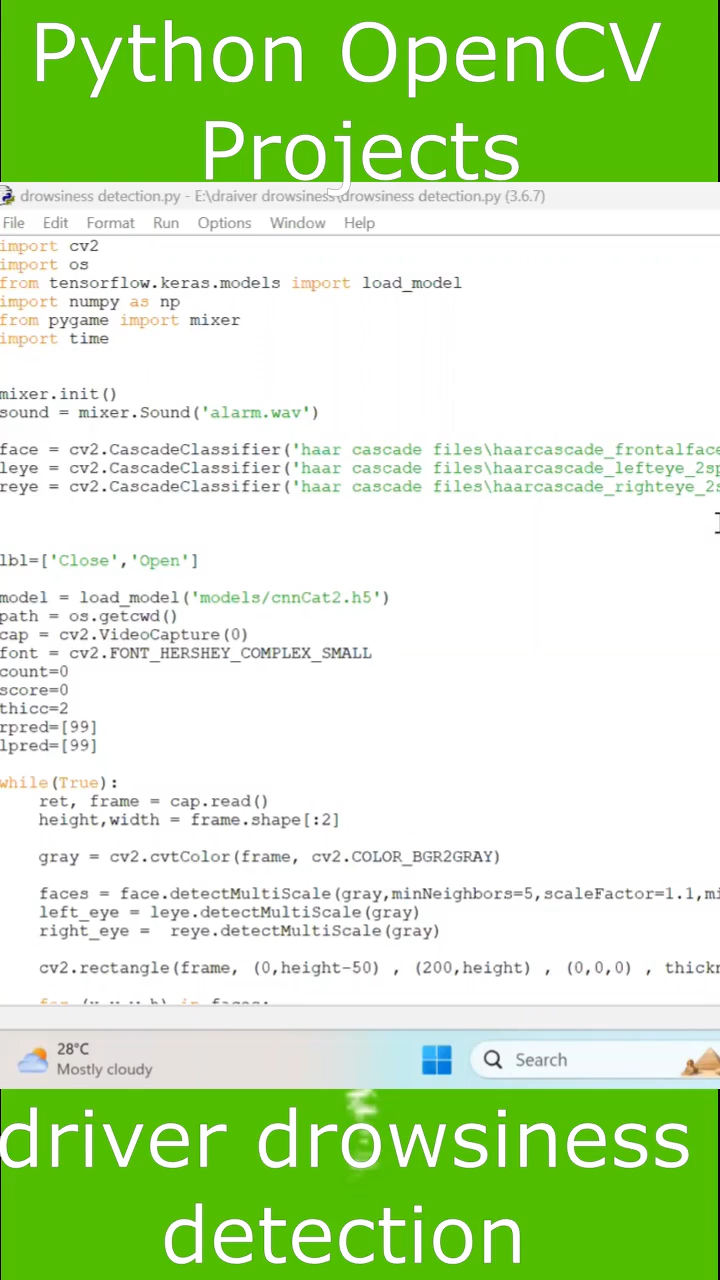 Python OpenCV
Projects
drowsiness detection.py - E:\draiver drowsiness\drowsiness detection.py (3.6.7)
File Edit Format Run Options Window Help
import cv2
import os
from tensorflow.keras.models import load_model
import numpy as np
from pygame import mixer
import time
mixer.init()
sound = mixer.Sound('alarm.wav')
face = cv2.CascadeClassifier('haar cascade files\haarcascade_frontalface
leye = cv2.CascadeClassifier('haar cascade files\haarcascade_lefteye_2sp
reye = cv2.CascadeClassifier('haar cascade files\haarcascade_righteye_2s
lbl=['Close','Open']
model = load_model('models/cnnCat2.h5')
path = os.getcwd()
cap = cv2.VideoCapture(0)
font = cv2.FONT_HERSHEY_COMPLEX_SMALL
count=0
score=0
thicc=2
rpred=[99]
lpred=[99]
while(True):
    ret, frame = cap.read()
    height,width = frame.shape[:2]
    gray = cv2.cvtColor(frame, cv2.COLOR_BGR2GRAY)
    faces = face.detectMultiScale(gray,minNeighbors=5,scaleFactor=1.1,mi
    left_eye = leye.detectMultiScale(gray)
    right_eye =  reye.detectMultiScale(gray)
    cv2.rectangle(frame, (0,height-50) , (200,height) , (0,0,0) , thickn
    for (x,y,w,h) in faces:
28°C
Mostly cloudy
Search
driver drowsiness
detection